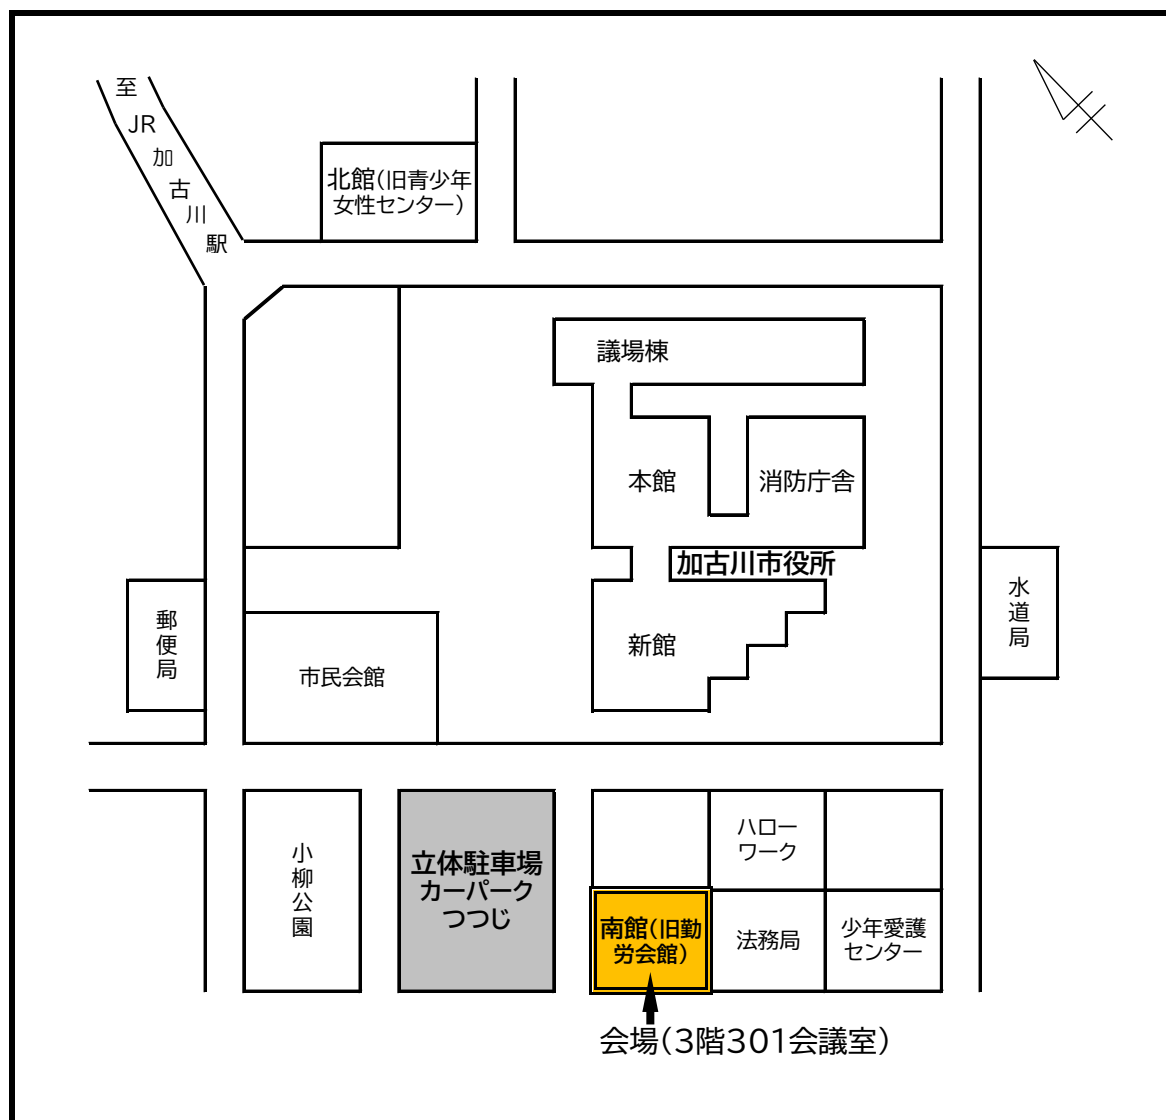 至
JR
加
古
川
駅
北館(旧青少年
女性センター)
議場棟
本館
消防庁舎
加古川市役所
新館
郵便局
市民会館
水道局
小柳公園
立体駐車場
カーパーク
つつじ
ハロー
ワーク
南館(旧勤
労会館)
法務局
少年愛護
センター
会場(3階301会議室)